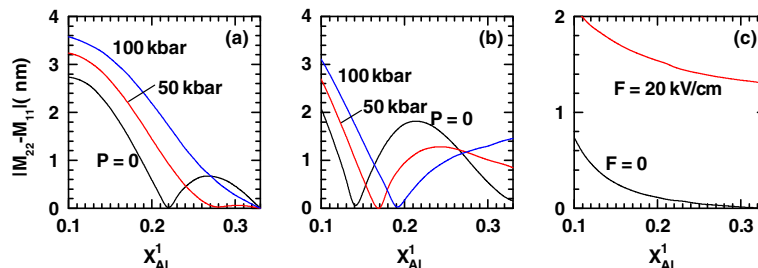 4
3
2
1
0
0.1
0.2
0.3
|M22-M11|( nm)
X1Al
(a)
100 kbar
50 kbar
P = 0
4
3
2
1
0
0.1
0.2
0.3
X1Al
(b)
100 kbar
50 kbar
P = 0
2
1
0
0.1
0.2
0.3
X1Al
(c)
F = 20 kV/cm
F = 0